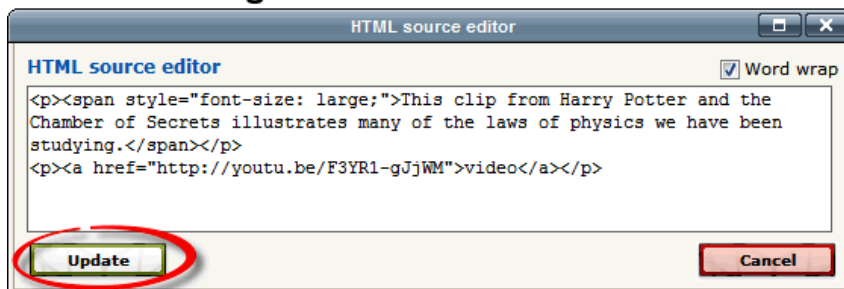 HTML source editor
HTML source editor
Word wrap
<p><span style="font-size: large;">This clip from Harry Potter and the
Chamber of Secrets illustrates many of the laws of physics we have been
studying.</span></p>
<p><a href="http://youtu.be/F3YR1-gJjWM">video</a></p>
Update
Cancel